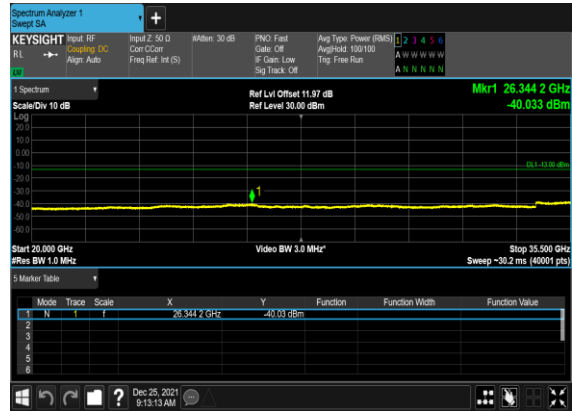 Spectrum Analyzer 1
Swept SA
+
KEYSIGHT Input: RF Input Z: 50 Ω #Atten: 30 dB PNO: Fast Avg Type: Power (RMS) 1 2 3 4 5 6
RL Coupling: DC Corr CCorr Gate: Off Avg|Hold: 100/100 A W W W W W
Align: Auto Freq Ref: Int (S) IF Gain: Low Trig: Free Run
Sig Track: Off A N N N N N
1 Spectrum Ref Lvl Offset 11.97 dB Mkr1 26.344 2 GHz
Scale/Div 10 dB Ref Level 30.00 dBm -40.033 dBm
Log
20.0
10.0
0.00
-10.0 DL1 -13.00 dBm
-20.0
-30.0 1
-40.0
-50.0
-60.0
Start 20.000 GHz Video BW 3.0 MHz* Stop 35.500 GHz
#Res BW 1.0 MHz Sweep ~30.2 ms (40001 pts)
5 Marker Table
Mode Trace Scale X Y Function Function Width Function Value
1 N 1 f 26.344 2 GHz -40.03 dBm
2
3
4
5
6
? Dec 25, 2021
9:13:13 AM